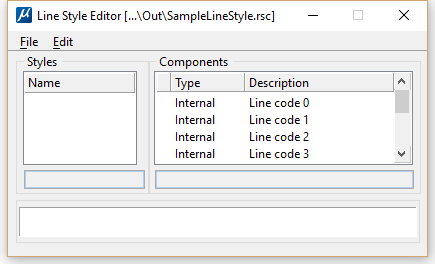 µ Line Style Editor [...\Out\SampleLineStyle.rsc]
File Edit
Styles Components
Name Type Description
Internal Line code 0
Internal Line code 1
Internal Line code 2
Internal Line code 3